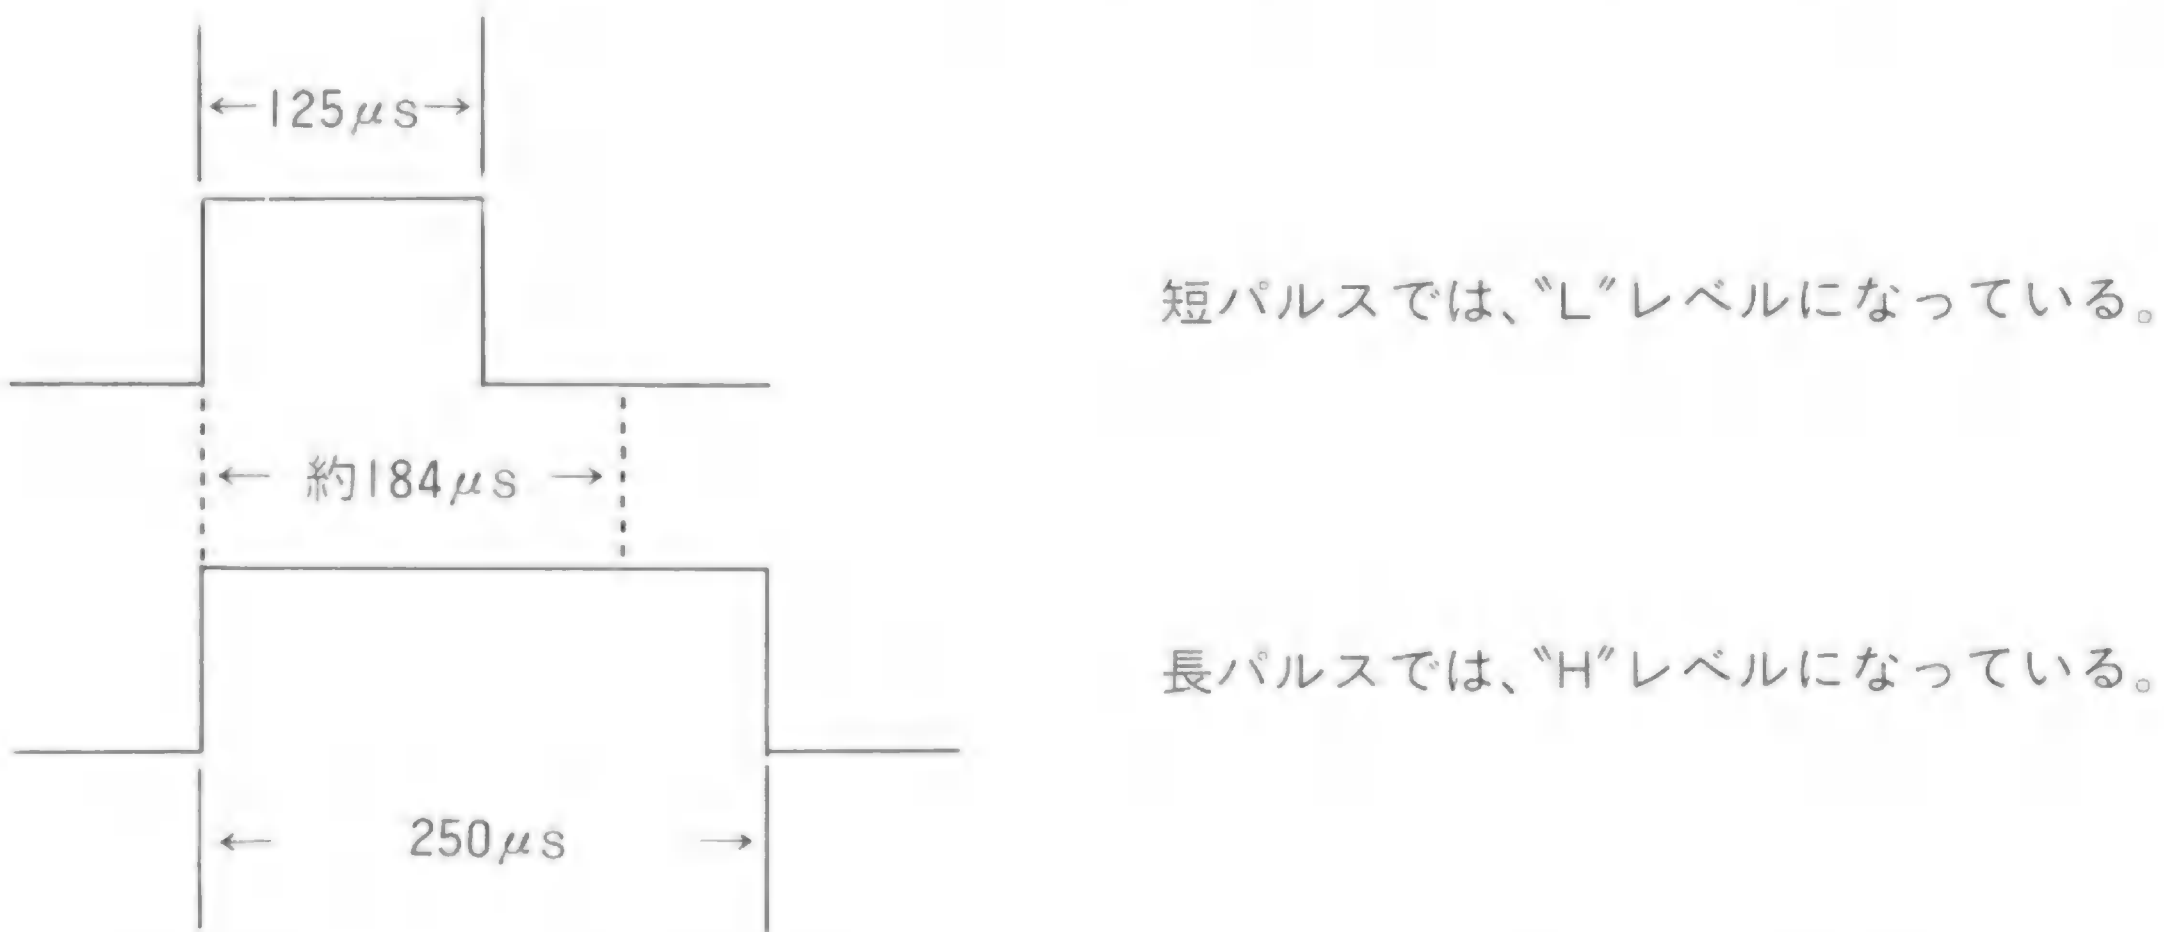 ←125μs→
短パルスでは、〝L〞レベルになっている。
← 約184μs →
長パルスでは、〝H〞レベルになっている。
← 250μs →